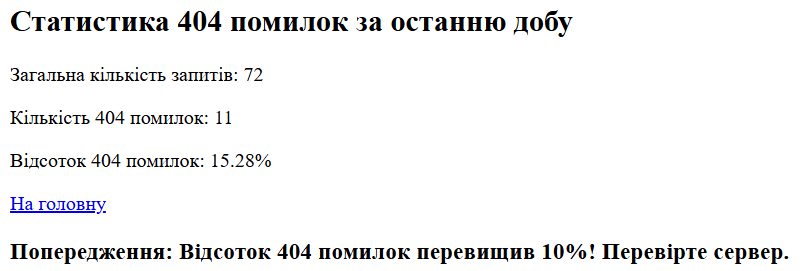 Статистика 404 помилок за останню добу
Загальна кількість запитів: 72
Кількість 404 помилок: 11
Відсоток 404 помилок: 15.28%
На головну
Попередження: Відсоток 404 помилок перевищив 10%! Перевірте сервер.